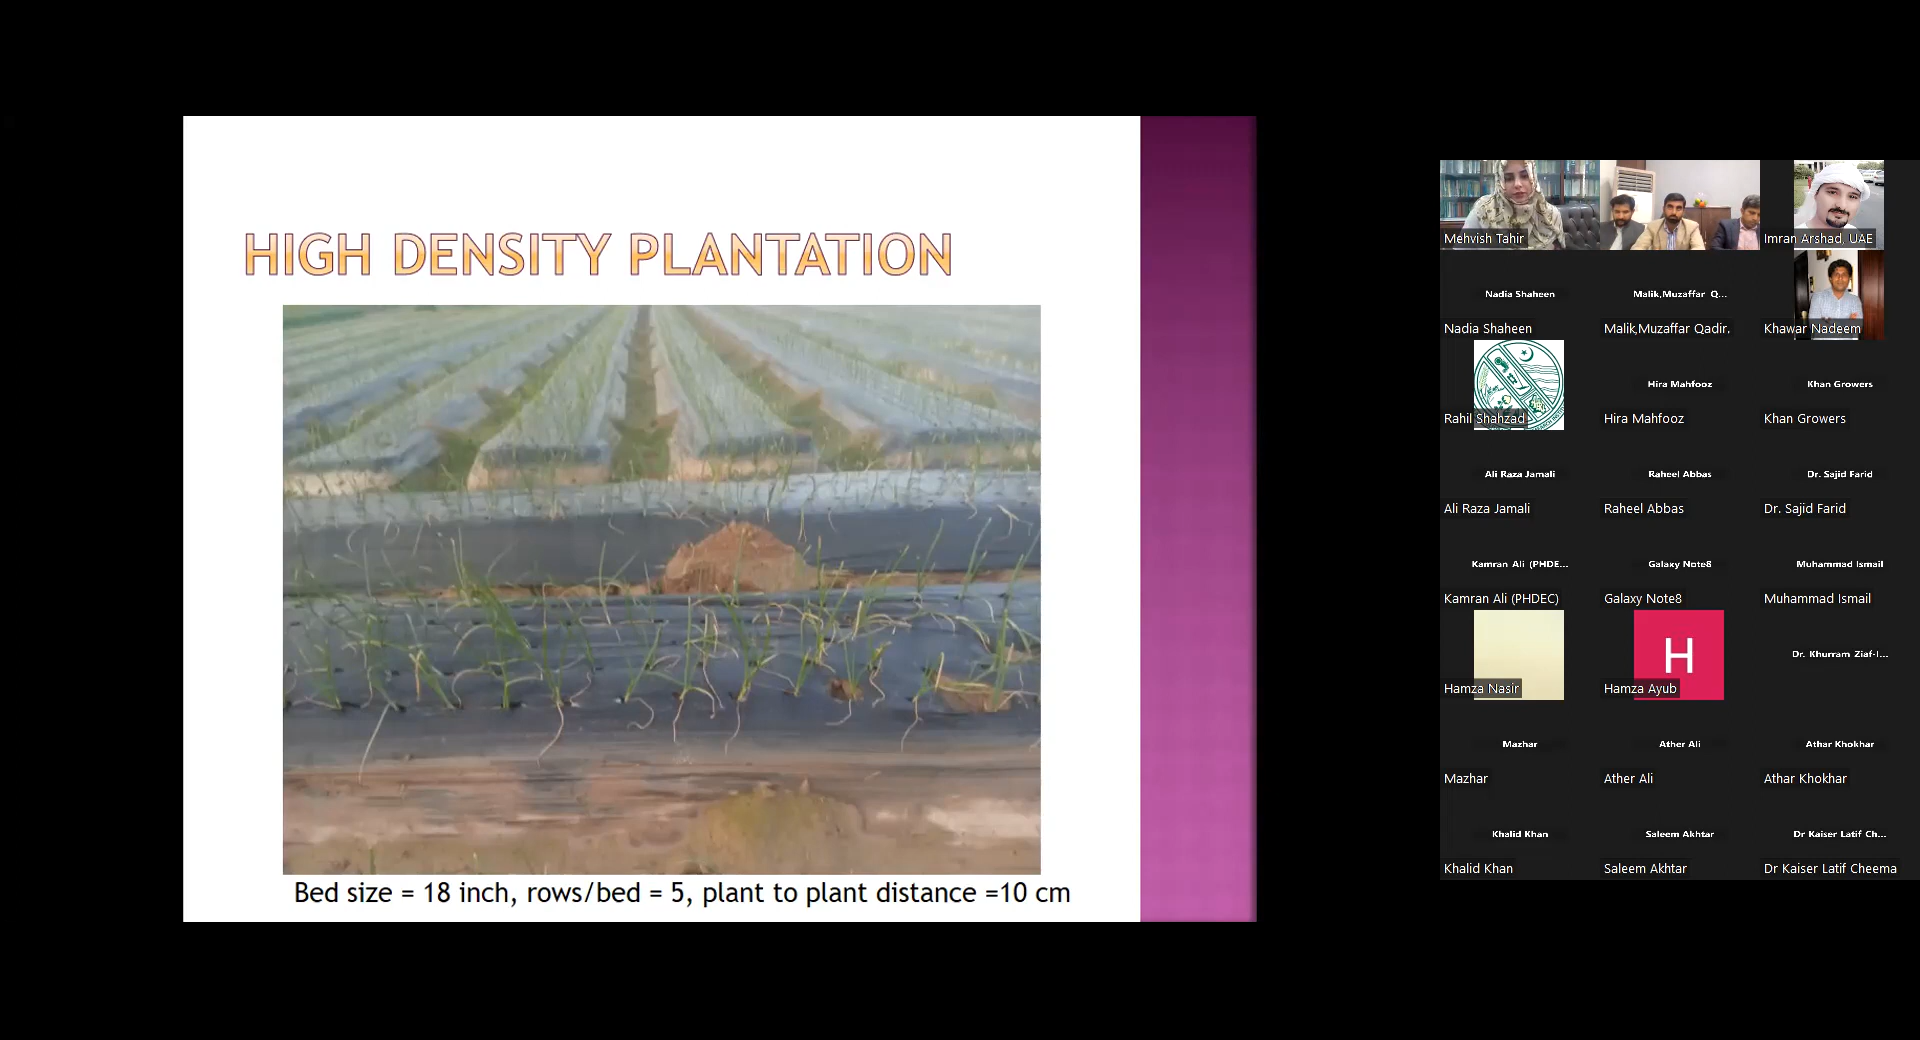 HIGH DENSITY PLANTATION
Bed size = 18 inch, rows/bed = 5, plant to plant distance =10 cm
Mehvish Tahir
Imran Arshad, UAE
Nadia Shaheen
Malik,Muzaffar Q...
Nadia Shaheen
Malik,Muzaffar Qadir.
Khawar Nadeem
Hira Mahfooz
Khan Growers
Rahil Shahzad
Hira Mahfooz
Khan Growers
Ali Raza Jamali
Raheel Abbas
Dr. Sajid Farid
Ali Raza Jamali
Raheel Abbas
Dr. Sajid Farid
Kamran Ali (PHDE...
Galaxy Note8
Muhammad Ismail
Kamran Ali (PHDEC)
Galaxy Note8
Muhammad Ismail
H
Dr. Khurram Ziaf-I...
Hamza Nasir
Hamza Ayub
Mazhar
Ather Ali
Athar Khokhar
Mazhar
Ather Ali
Athar Khokhar
Khalid Khan
Saleem Akhtar
Dr Kaiser Latif Ch...
Khalid Khan
Saleem Akhtar
Dr Kaiser Latif Cheema